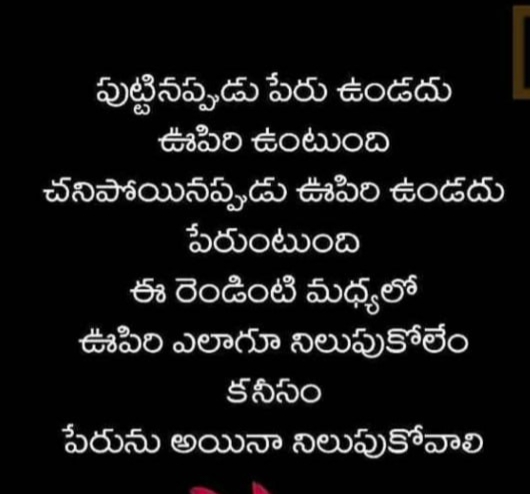 పుట్టినప్పుడు పేరు ఉండదు
ఊపిరి ఉంటుంది
చనిపోయినప్పుడు ఊపిరి ఉండదు
పేరుంటుంది
ఈ రెండింటి మధ్యలో
ఊపిరి ఎలాగూ నిలుపుకోలేం
కనీసం
పేరును అయినా నిలుపుకోవాలి